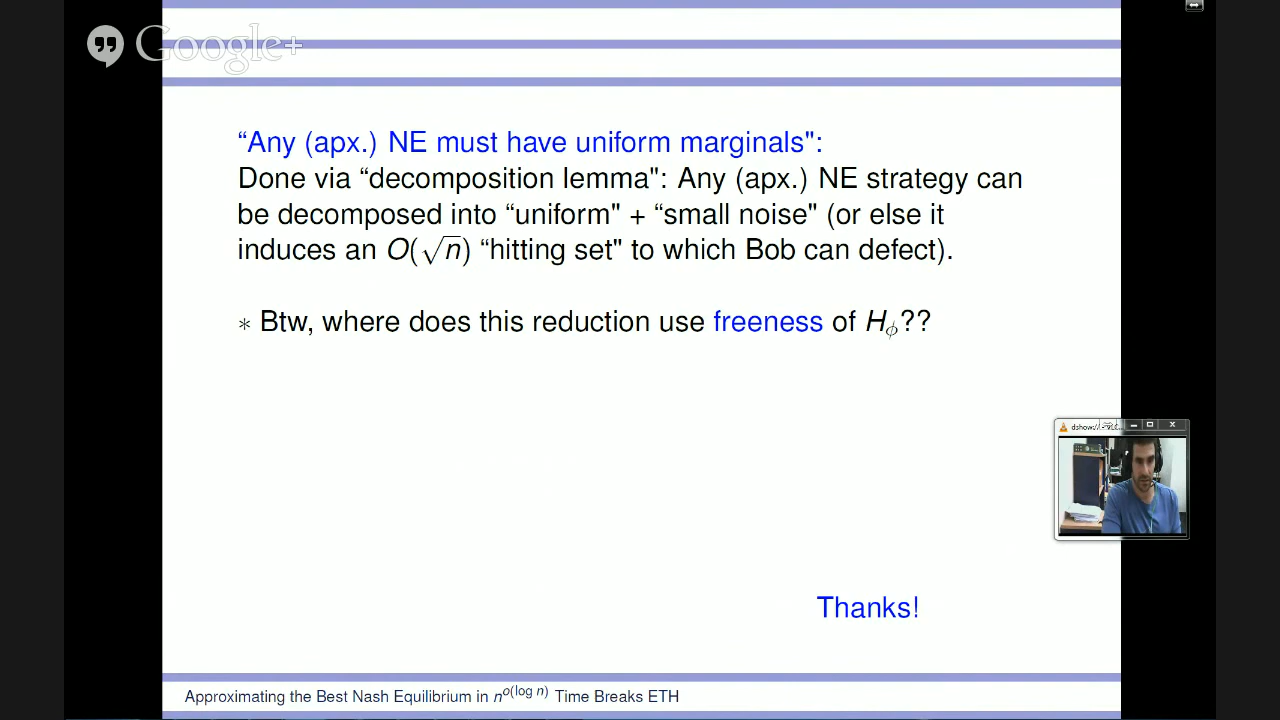 Google+
“Any (apx.) NE must have uniform marginals":
Done via “decomposition lemma": Any (apx.) NE strategy can
be decomposed into “uniform" + “small noise" (or else it
induces an O(√n) “hitting set" to which Bob can defect).
∗ Btw, where does this reduction use freeness of H_ϕ??
Thanks!
Approximating the Best Nash Equilibrium in n^{o(log n)} Time Breaks ETH